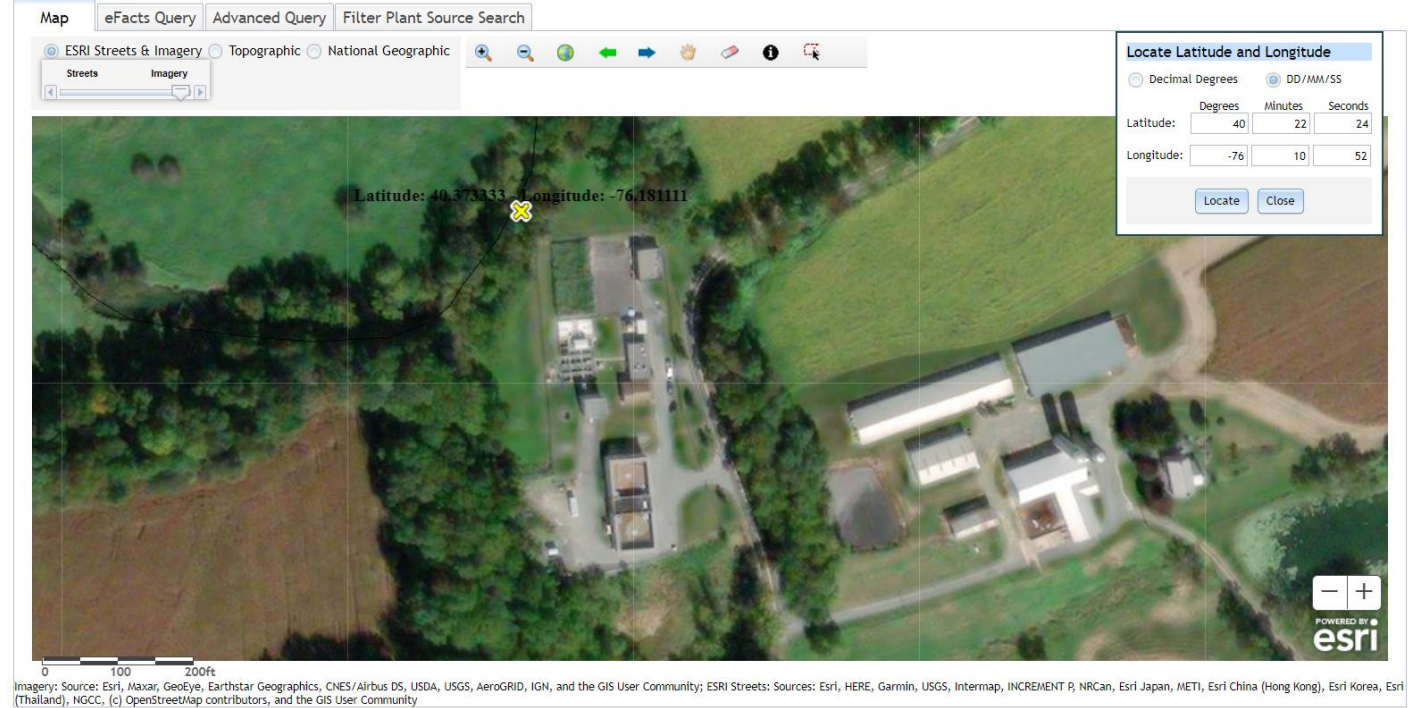 Map eFacts Query Advanced Query Filter Plant Source Search
ESRI Streets & Imagery Topographic National Geographic
Streets Imagery
Locate Latitude and Longitude
Decimal Degrees DD/MM/SS
Degrees Minutes Seconds
Latitude: 40 22 24
Longitude: -76 10 52
Locate Close
Latitude: 40.373333 - Longitude: -76.181111
POWERED BY
esri
0 100 200ft
Imagery: Source: Esri, Maxar, GeoEye, Earthstar Geographics, CNES/Airbus DS, USDA, USGS, AeroGRID, IGN, and the GIS User Community; ESRI Streets: Sources: Esri, HERE, Garmin, USGS, Intermap, INCREMENT P, NRCan, Esri Japan, METI, Esri China (Hong Kong), Esri Korea, Esri
(Thailand), NGCC, (c) OpenStreetMap contributors, and the GIS User Community